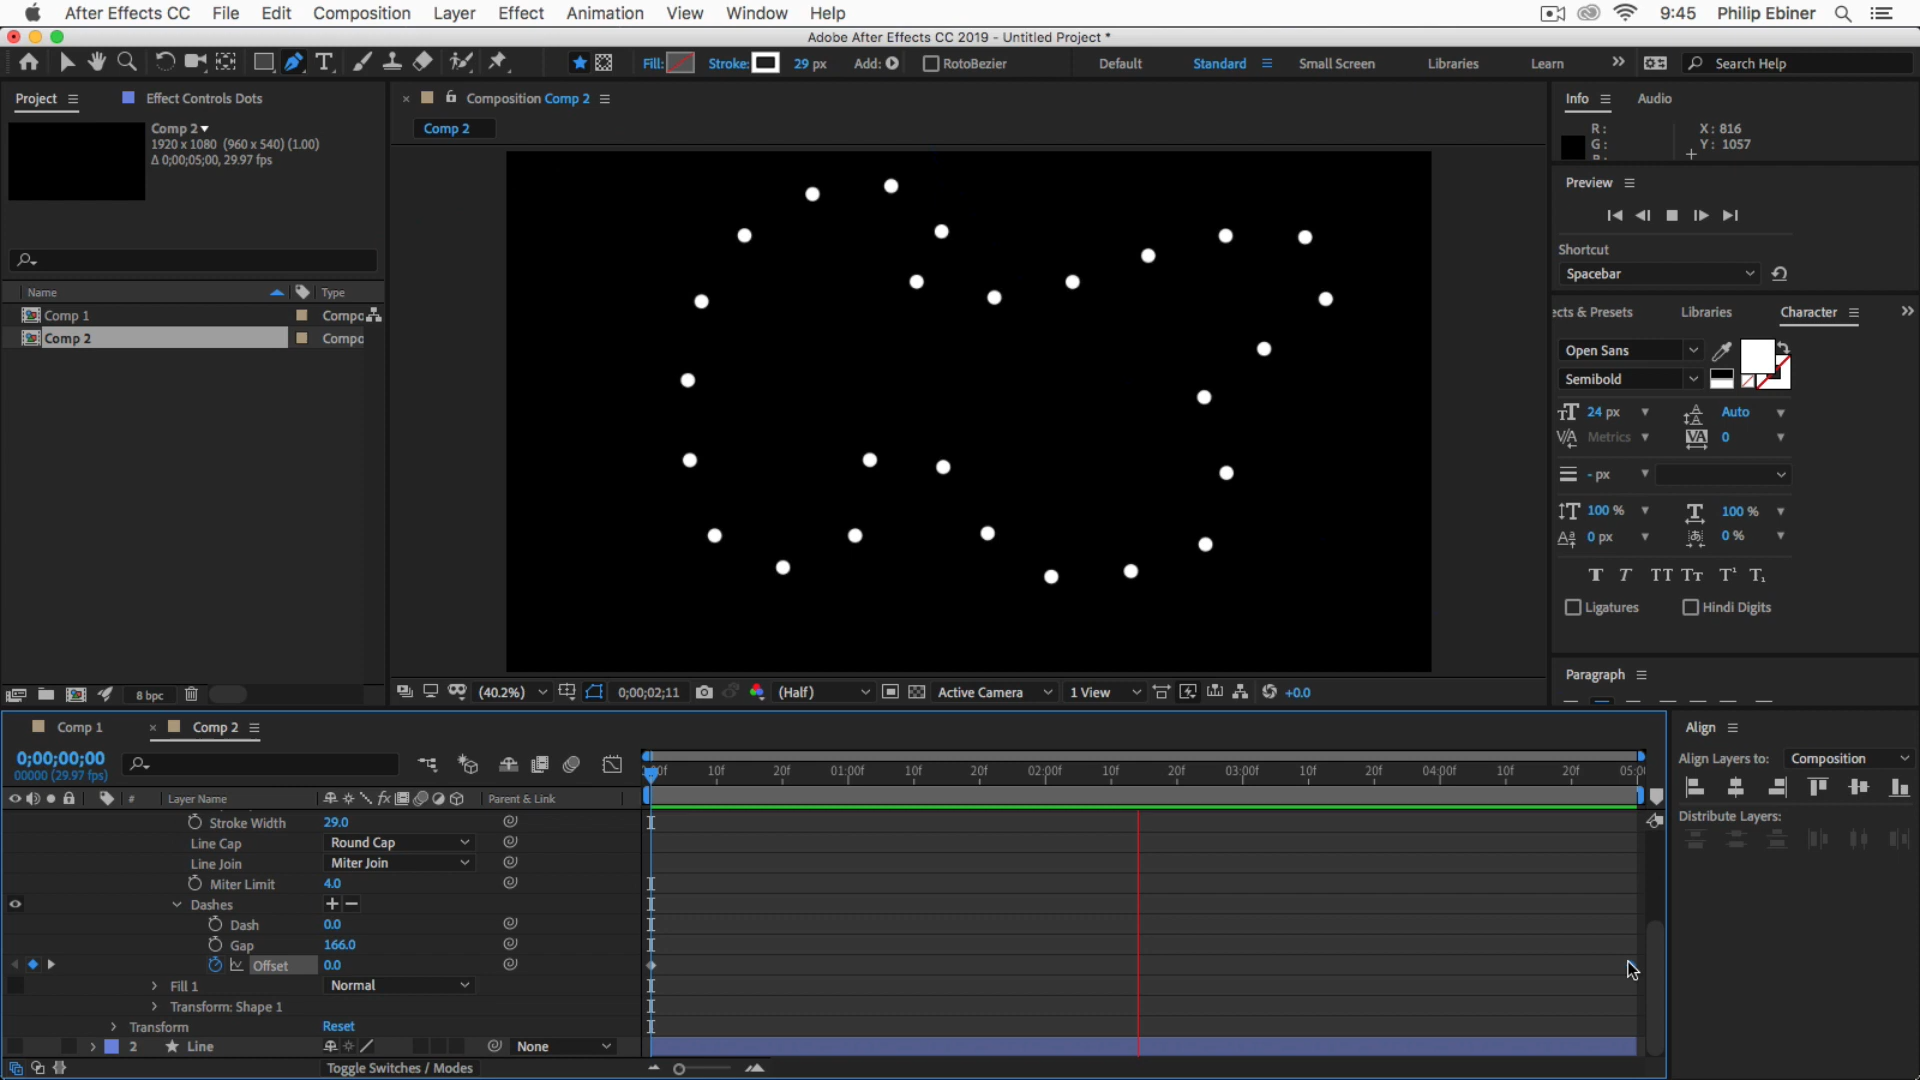 After Effects CC File Edit Composition Layer Effect Animation View Window Help 9:45 Philip Ebiner
Adobe After Effects CC 2019 - Untitled Project *
Fill: Stroke: 29 px Add: RotoBezier Default Standard Small Screen Libraries Learn Search Help
Project Effect Controls Dots
Composition Comp 2
Info Audio
Comp 2
1920 x 1080 (960 x 540) (1.00)
Δ 0;00;05;00, 29.97 fps
Comp 2
R: X: 816
G: Y: 1057
Preview
Shortcut
Spacebar
Name Type
Comp 1 Compo
Comp 2 Compo
ects & Presets Libraries Character
Open Sans
Semibold
24 px Auto
Metrics 0
- px
100 % 100 %
0 px 0 %
T T TT Tт T¹ T₁
Ligatures Hindi Digits
Paragraph
8 bpc
(40.2%) 0;00;02;11 (Half) Active Camera 1 View +0.0
Comp 1 Comp 2
Align
0;00;00;00
00000 (29.97 fps)
Align Layers to: Composition
10f 20f 01:00f 10f 20f 02:00f 10f 20f 03:00f 10f 20f 04:00f 10f 20f
# Layer Name Parent & Link
Distribute Layers:
Stroke Width 29.0
Line Cap Round Cap
Line Join Miter Join
Miter Limit 4.0
Dashes + −
Dash 0.0
Gap 166.0
Offset 0.0
Fill 1 Normal
Transform: Shape 1
Transform Reset
2 Line None
Toggle Switches / Modes